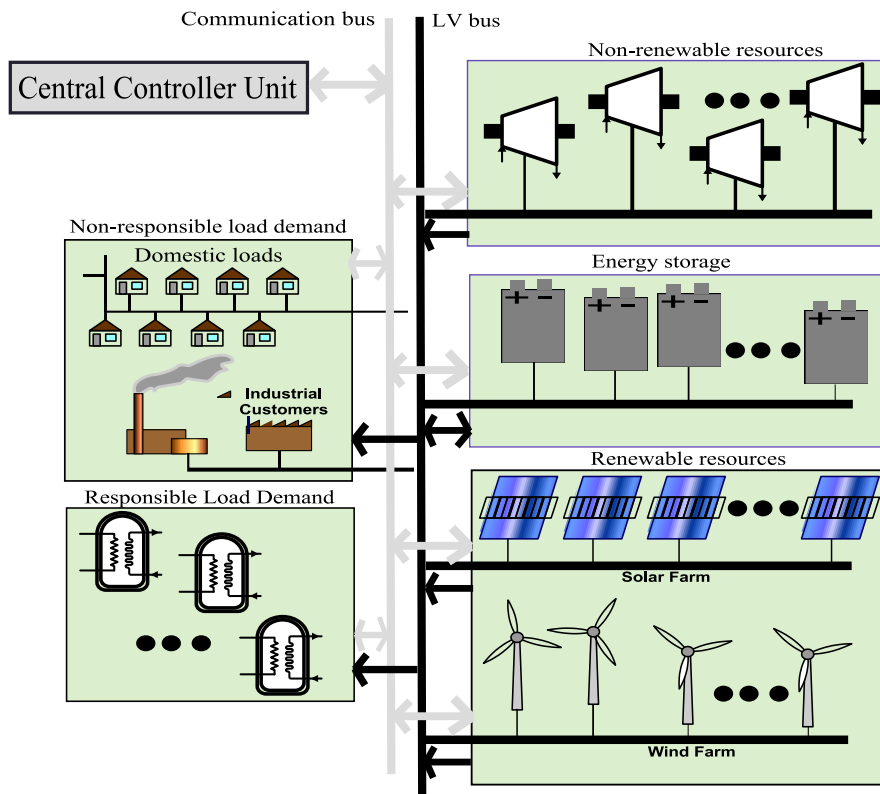 Communication bus
LV bus
Non-renewable resources
Central Controller Unit
Non-responsible load demand
Domestic loads
Energy storage
Industrial
Customers
Renewable resources
Responsible Load Demand
Solar Farm
Wind Farm